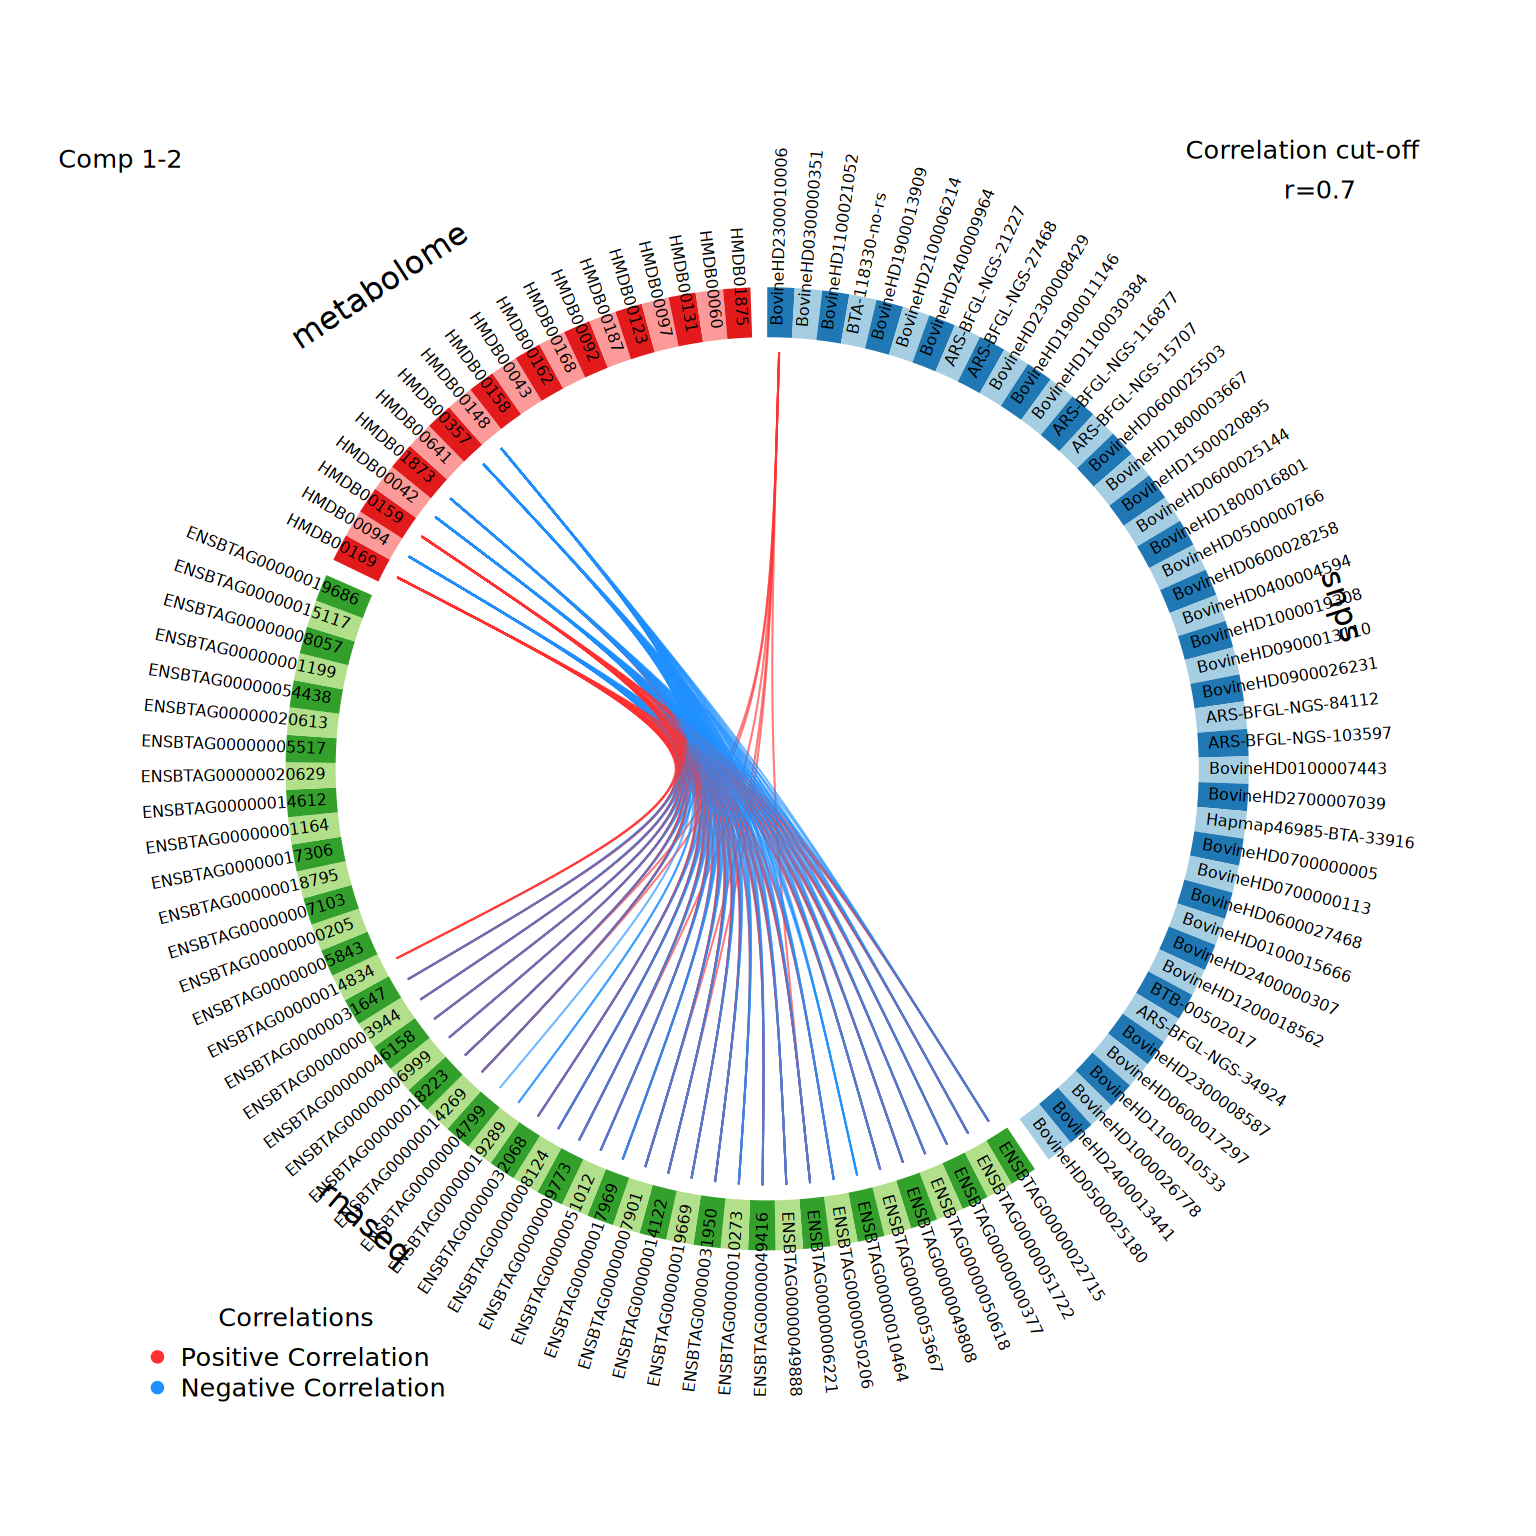 Comp 1-2
Correlation cut-off
r=0.7
metabolome
HMDB01875
HMDB00060
HMDB00131
HMDB00097
HMDB00123
HMDB00187
HMDB00092
HMDB00168
HMDB00162
HMDB00043
HMDB00158
HMDB00148
HMDB00357
HMDB00641
HMDB01873
HMDB00042
HMDB00159
HMDB00094
HMDB00169
BovineHD2300010006
BovineHD0300000351
BovineHD1100021052
BTA-118330-no-rs
BovineHD1900013909
BovineHD2100006214
BovineHD2400009964
ARS-BFGL-NGS-21227
ARS-BFGL-NGS-27468
BovineHD2300008429
BovineHD1900011146
BovineHD1100030384
ARS-BFGL-NGS-116877
ARS-BFGL-NGS-15707
BovineHD0600025503
BovineHD1800003667
BovineHD1500020895
BovineHD0600025144
BovineHD1800016801
BovineHD0500000766
BovineHD0600028258
BovineHD0400004594
BovineHD1000019308
snps
BovineHD0900013110
BovineHD0900026231
ARS-BFGL-NGS-84112
ARS-BFGL-NGS-103597
BovineHD0100007443
BovineHD2700007039
Hapmap46985-BTA-33916
BovineHD0700000005
BovineHD0700000113
BovineHD0600027468
BovineHD0100015666
BovineHD2400000307
BovineHD1200018562
BTB-00502017
ARS-BFGL-NGS-34924
BovineHD2300008587
BovineHD0600017297
BovineHD1100010533
BovineHD1000026778
BovineHD2400013441
BovineHD0500025180
ENSBTAG00000019686
ENSBTAG00000015117
ENSBTAG00000008057
ENSBTAG00000001199
ENSBTAG00000054438
ENSBTAG00000020613
ENSBTAG00000005517
ENSBTAG00000020629
ENSBTAG00000014612
ENSBTAG00000001164
ENSBTAG00000017306
ENSBTAG00000018795
ENSBTAG00000007103
ENSBTAG00000000205
ENSBTAG00000005843
ENSBTAG00000014834
ENSBTAG00000031647
ENSBTAG00000003944
ENSBTAG00000046158
ENSBTAG00000006999
ENSBTAG00000018223
ENSBTAG00000014269
ENSBTAG00000004799
ENSBTAG00000019289
rnaseq
ENSBTAG00000032068
ENSBTAG00000008124
ENSBTAG00000009773
ENSBTAG00000051012
ENSBTAG00000017969
ENSBTAG00000007901
ENSBTAG00000014122
ENSBTAG00000019669
ENSBTAG00000031950
ENSBTAG00000010273
ENSBTAG00000049416
ENSBTAG00000049888
ENSBTAG00000006221
ENSBTAG00000050206
ENSBTAG00000010464
ENSBTAG00000053667
ENSBTAG00000049808
ENSBTAG00000050618
ENSBTAG00000000377
ENSBTAG00000051722
ENSBTAG00000022715
Correlations
Positive Correlation
Negative Correlation